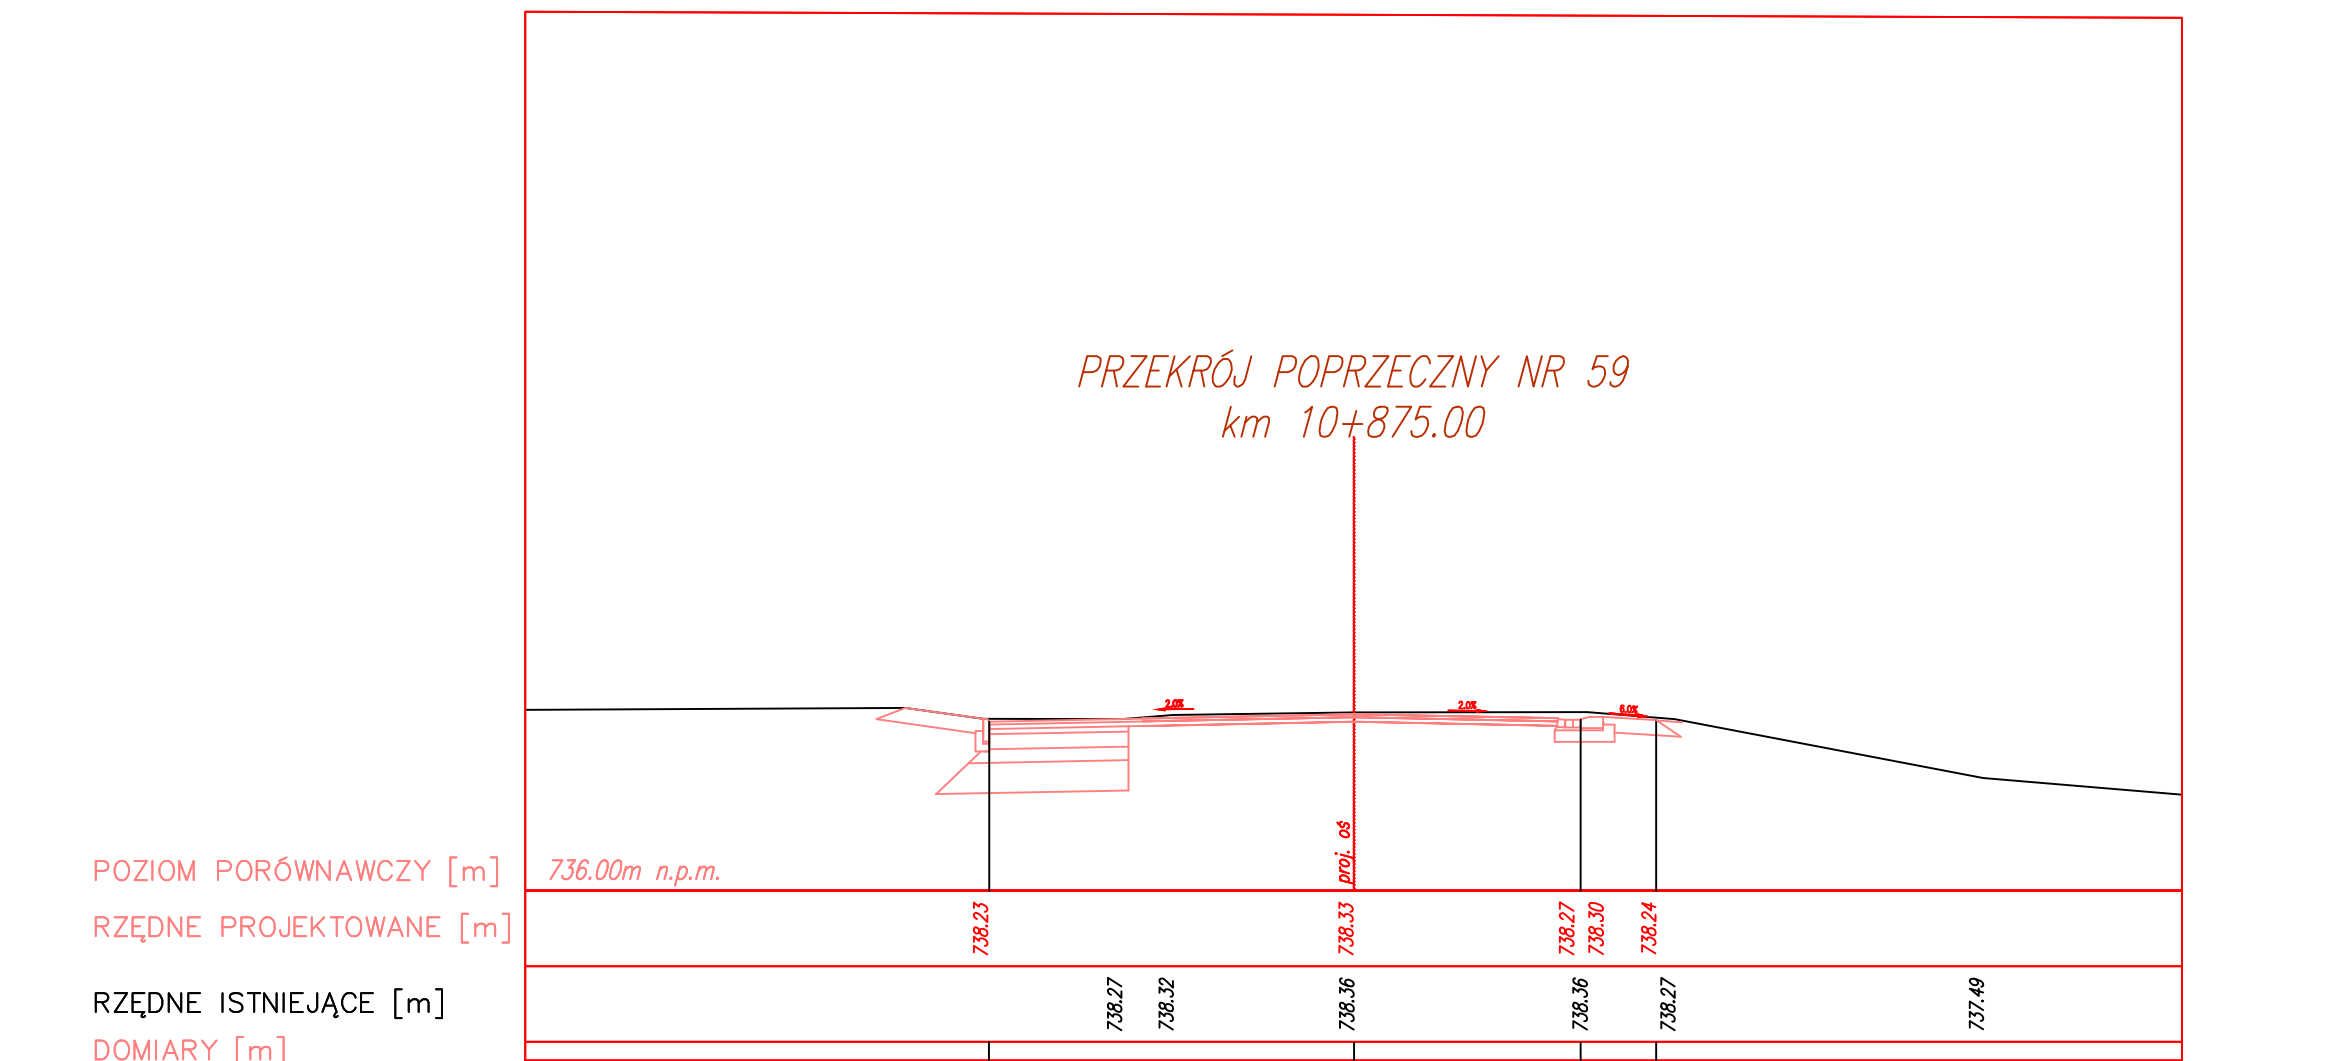 PRZEKRÓJ POPRZECZNY NR 59
km 10+875.00
2.0% 2.0% 6.0%
proj. oś
POZIOM PORÓWNAWCZY [m] 736.00m n.p.m.
RZĘDNE PROJEKTOWANE [m] 738.23 738.33 738.27 738.30 738.24
RZĘDNE ISTNIEJĄCE [m] 738.27 738.32 738.36 738.36 738.27 737.49
DOMIARY [m]